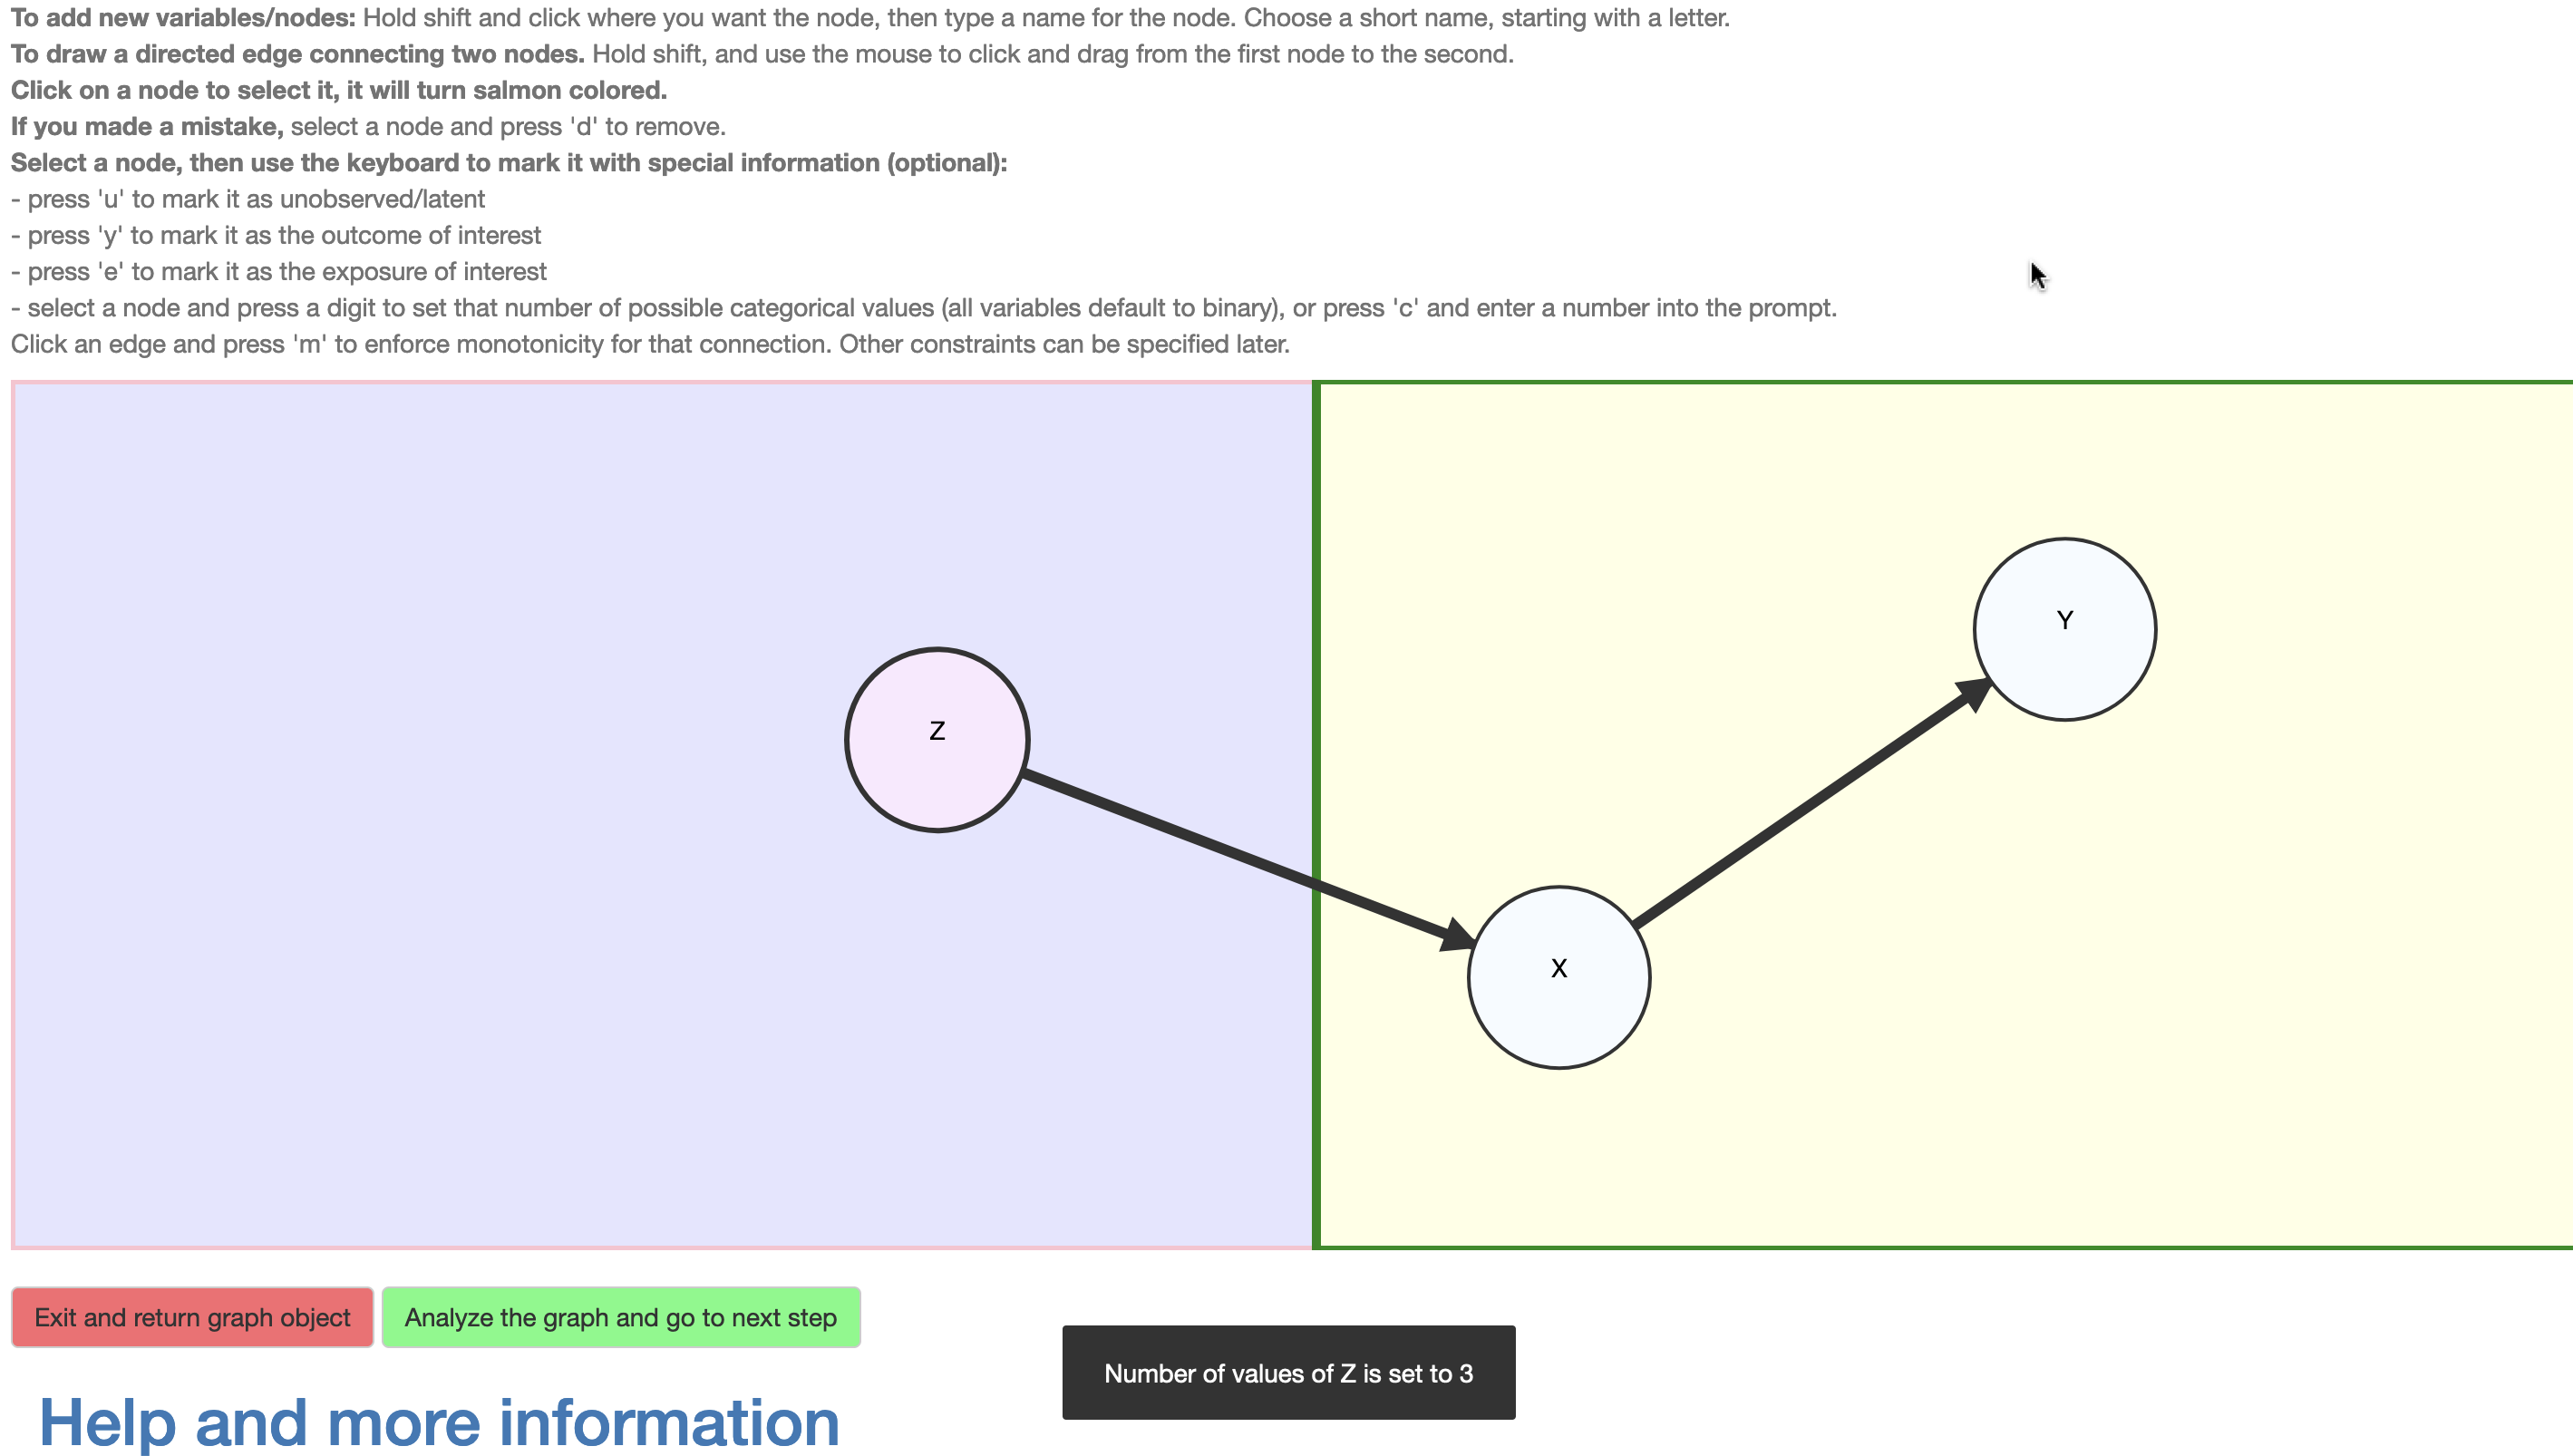 To add new variables/nodes: Hold shift and click where you want the node, then type a name for the node. Choose a short name, starting with a letter.
To draw a directed edge connecting two nodes. Hold shift, and use the mouse to click and drag from the first node to the second.
Click on a node to select it, it will turn salmon colored.
If you made a mistake, select a node and press 'd' to remove.
Select a node, then use the keyboard to mark it with special information (optional):
- press 'u' to mark it as unobserved/latent
- press 'y' to mark it as the outcome of interest
- press 'e' to mark it as the exposure of interest
- select a node and press a digit to set that number of possible categorical values (all variables default to binary), or press 'c' and enter a number into the prompt.
Click an edge and press 'm' to enforce monotonicity for that connection. Other constraints can be specified later.
Y
Z
X
Exit and return graph object
Analyze the graph and go to next step
Number of values of Z is set to 3
Help and more information